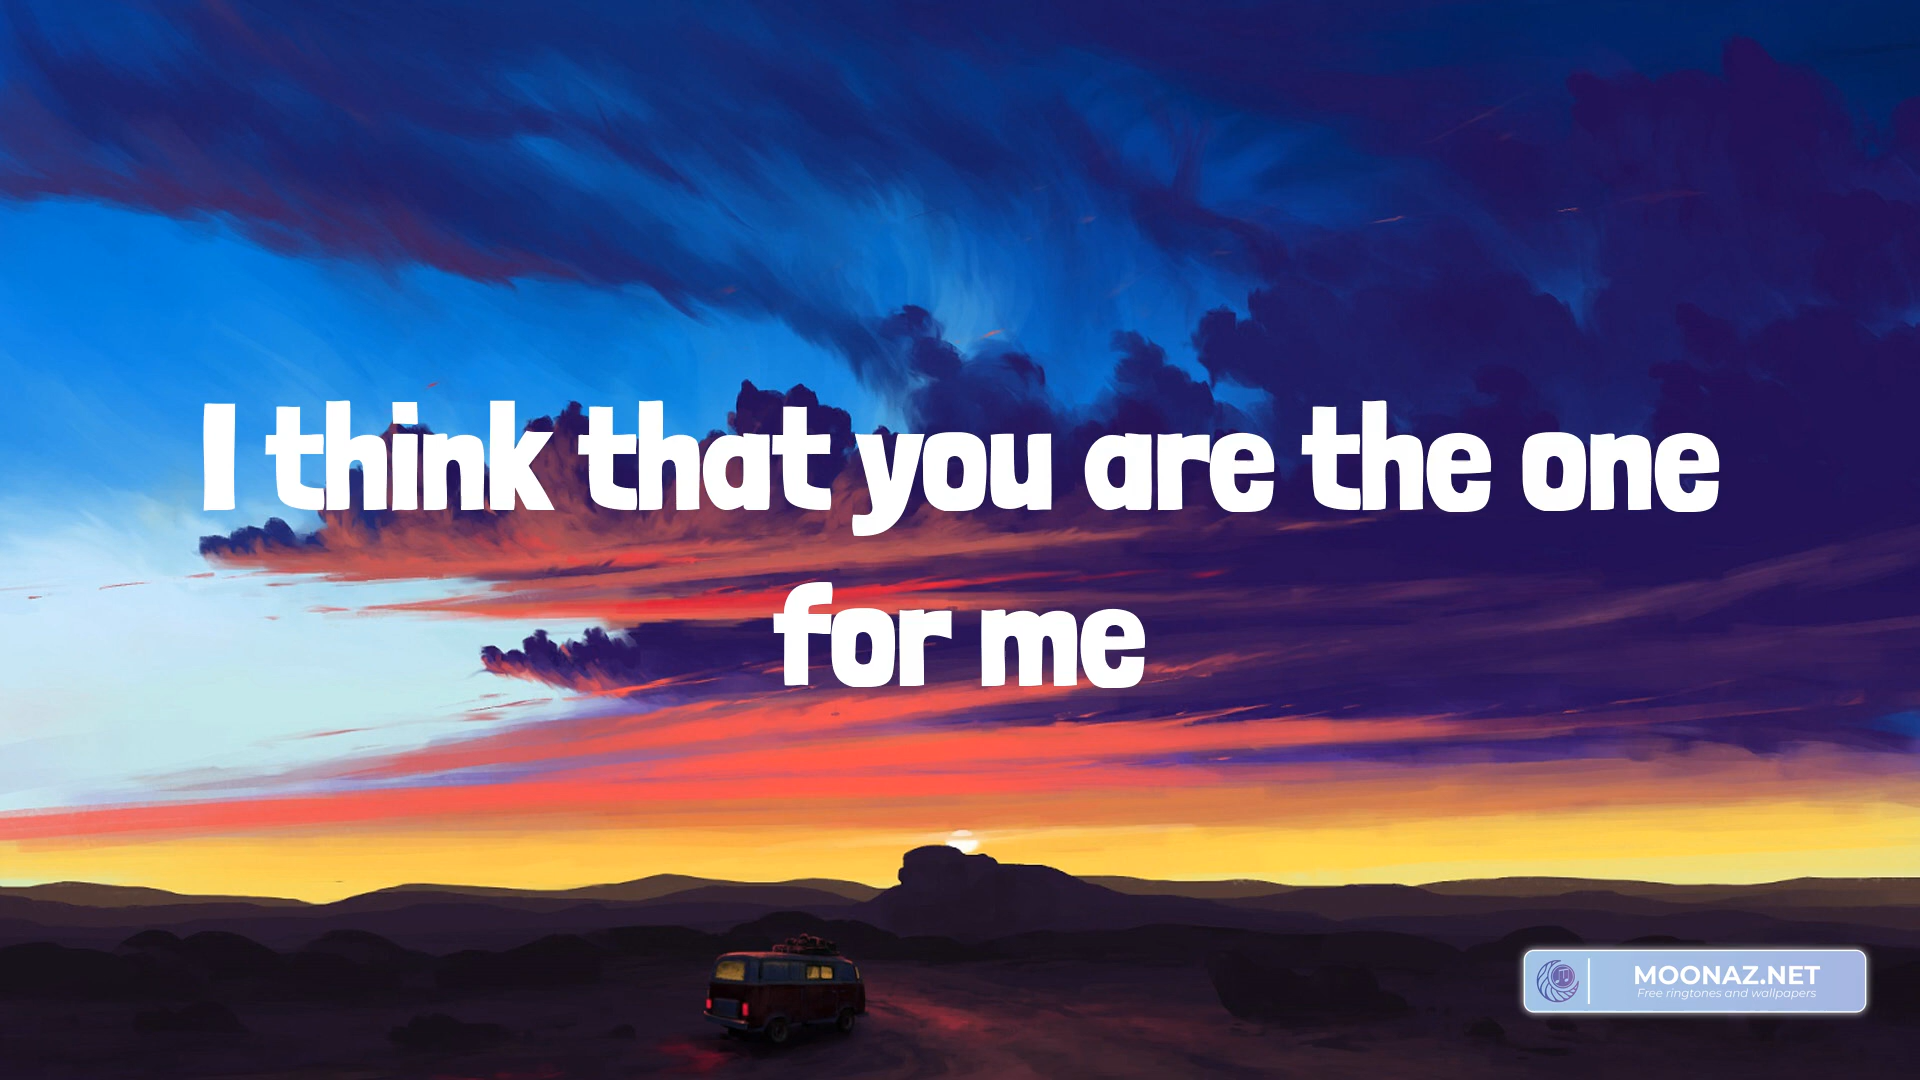 I think that you are the one
for me
MOONAZ.NET
Free ringtones and wallpapers